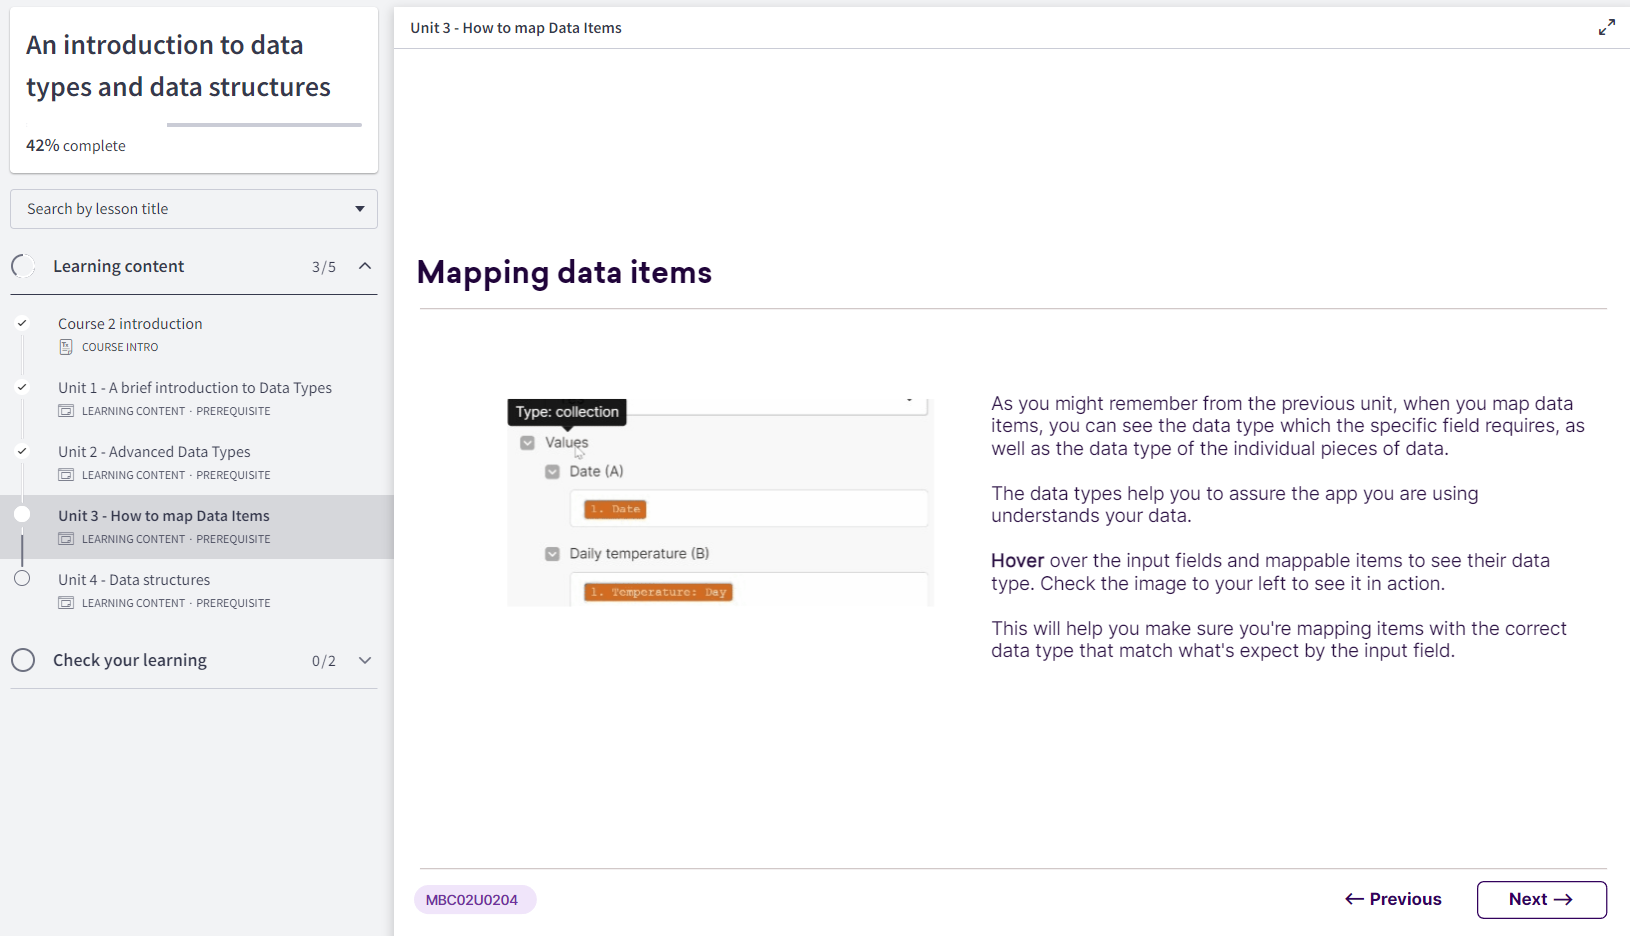 An introduction to data
types and data structures
42% complete
Search by lesson title
Learning content 3/5
Course 2 introduction
COURSE INTRO
Unit 1 - A brief introduction to Data Types
LEARNING CONTENT · PREREQUISITE
Unit 2 - Advanced Data Types
LEARNING CONTENT · PREREQUISITE
Unit 3 - How to map Data Items
LEARNING CONTENT · PREREQUISITE
Unit 4 - Data structures
LEARNING CONTENT · PREREQUISITE
Check your learning 0/2
Unit 3 - How to map Data Items
Mapping data items
Type: collection
Values
Date (A)
1. Date
Daily temperature (B)
1. Temperature: Day
As you might remember from the previous unit, when you map data
items, you can see the data type which the specific field requires, as
well as the data type of the individual pieces of data.
The data types help you to assure the app you are using
understands your data.
Hover over the input fields and mappable items to see their data
type. Check the image to your left to see it in action.
This will help you make sure you're mapping items with the correct
data type that match what's expect by the input field.
MBC02U0204
← Previous
Next →